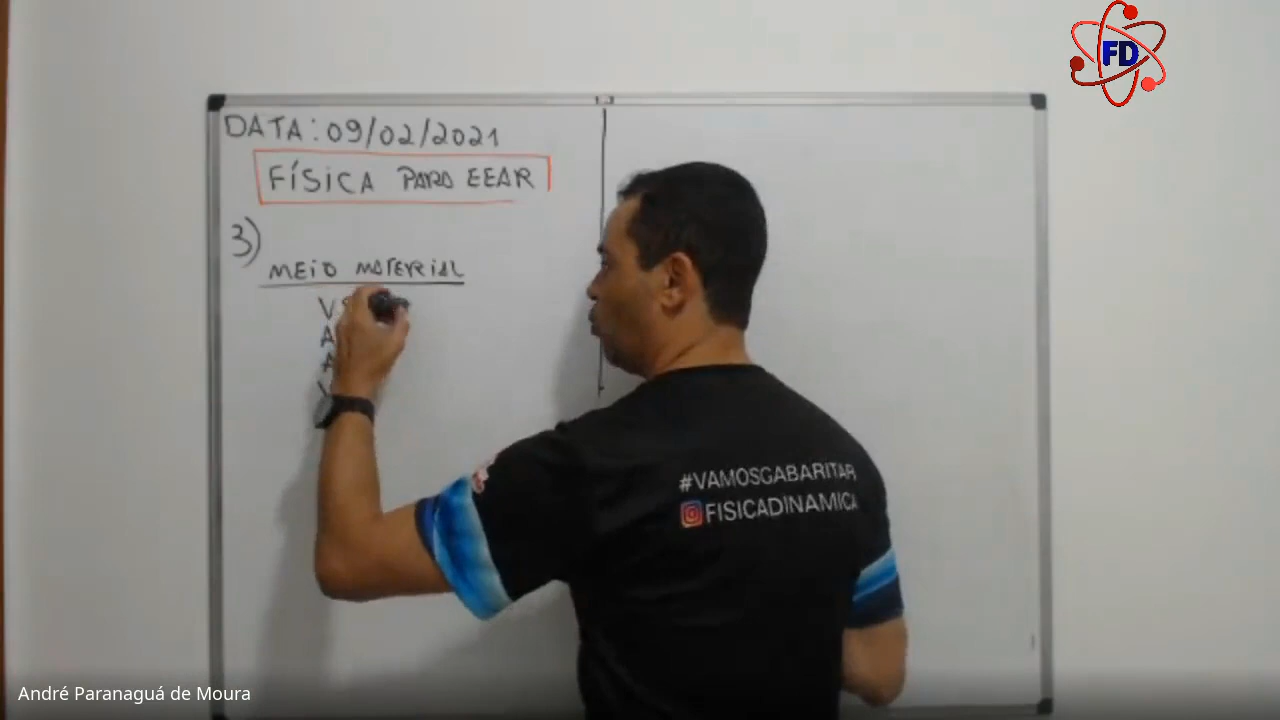 FD
DATA: 09/02/2021
FÍSICA PARA EEAR
3)
MEIO MATERIAL
#VAMOSGABARITAR
FISICADINAMICA
André Paranaguá de Moura